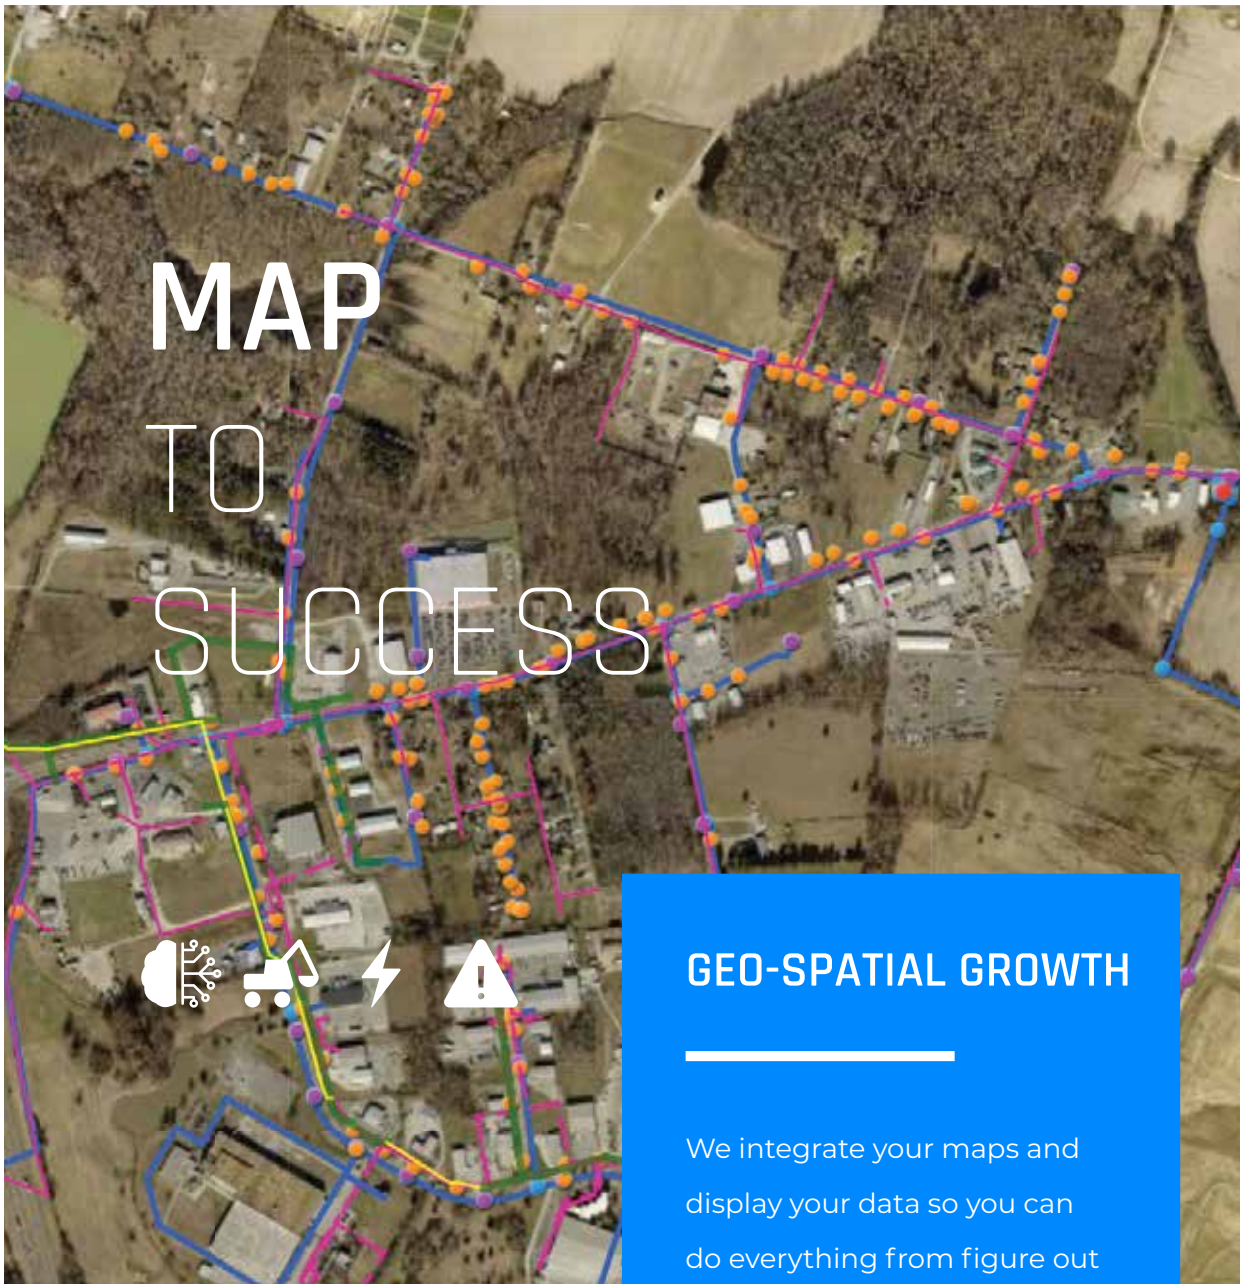 MAP
TO
SUCCESS
GEO-SPATIAL GROWTH
We integrate your maps and
display your data so you can
do everything from figure out